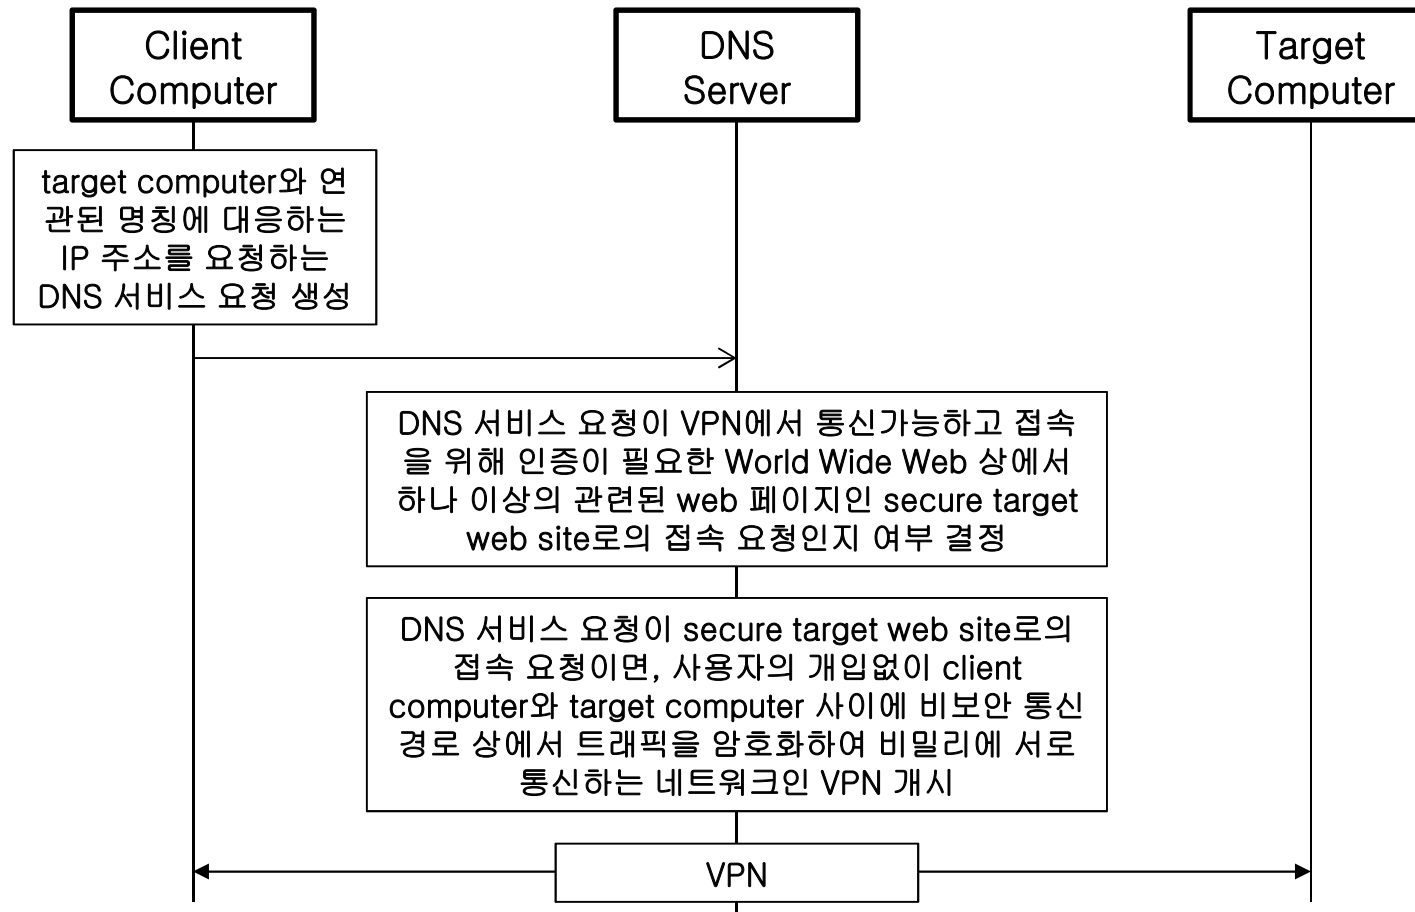 Client
Computer
DNS
Server
Target
Computer
target computer와 연
관된 명칭에 대응하는
IP 주소를 요청하는
DNS 서비스 요청 생성
DNS 서비스 요청이 VPN에서 통신가능하고 접속
을 위해 인증이 필요한 World Wide Web 상에서
하나 이상의 관련된 web 페이지인 secure target
web site로의 접속 요청인지 여부 결정
DNS 서비스 요청이 secure target web site로의
접속 요청이면, 사용자의 개입없이 client
computer와 target computer 사이에 비보안 통신
경로 상에서 트래픽을 암호화하여 비밀리에 서로
통신하는 네트워크인 VPN 개시
VPN